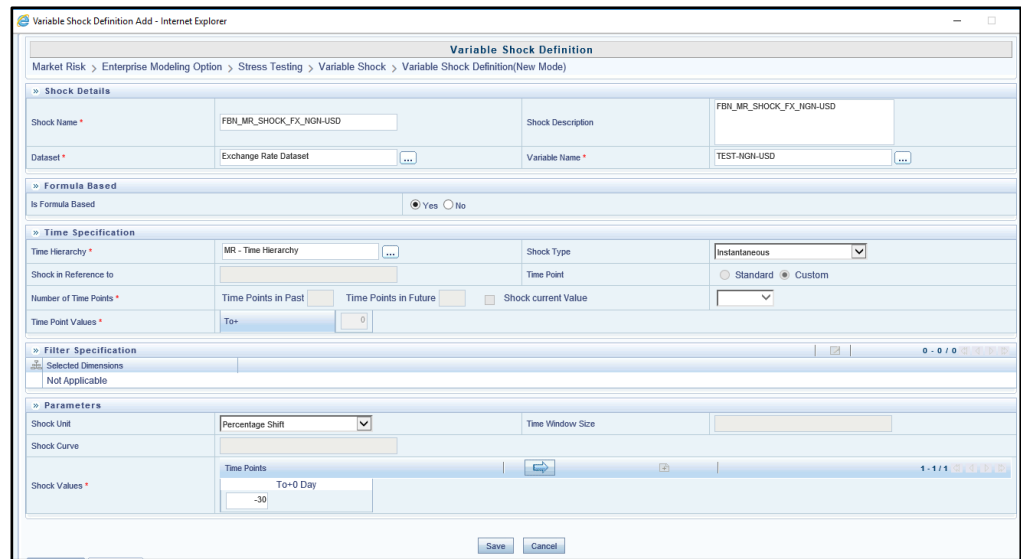 Variable Shock Definition Add - Internet Explorer
Variable Shock Definition
Market Risk > Enterprise Modeling Option > Stress Testing > Variable Shock > Variable Shock Definition(New Mode)
» Shock Details
Shock Name * FBN_MR_SHOCK_FX_NGN-USD Shock Description FBN_MR_SHOCK_FX_NGN-USD
Dataset * Exchange Rate Dataset ... Variable Name * TEST-NGN-USD ...
» Formula Based
Is Formula Based Yes No
» Time Specification
Time Hierarchy * MR - Time Hierarchy ... Shock Type Instantaneous
Shock in Reference to Time Point Standard Custom
Number of Time Points * Time Points in Past Time Points in Future Shock current Value
Time Point Values * To+ 0
» Filter Specification 0 - 0 / 0
Selected Dimensions
Not Applicable
» Parameters
Shock Unit Percentage Shift Time Window Size
Shock Curve
Shock Values * Time Points 1 - 1 / 1
To+0 Day
-30
Save Cancel